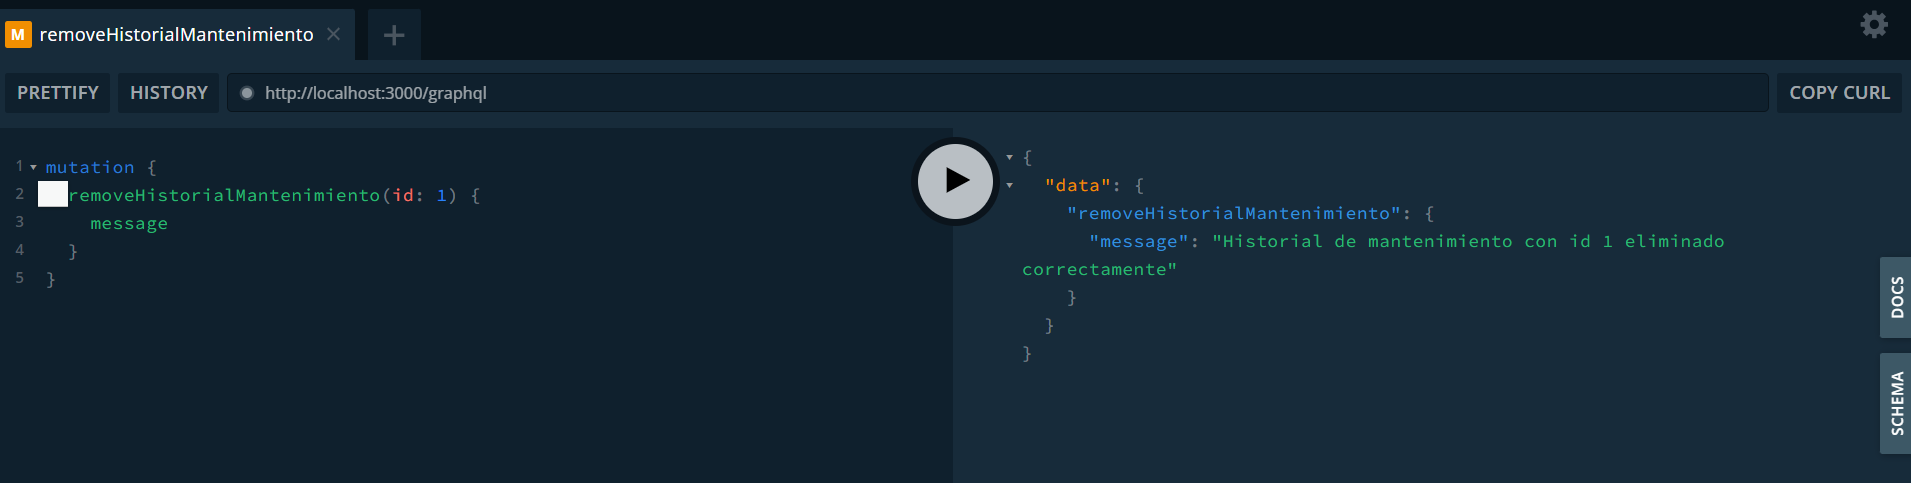 M removeHistorialMantenimiento
PRETTIFY HISTORY http://localhost:3000/graphql COPY CURL
1 mutation {
2 removeHistorialMantenimiento(id: 1) {
3 message
4 }
5 }
{
"data": {
"removeHistorialMantenimiento": {
"message": "Historial de mantenimiento con id 1 eliminado
correctamente"
}
}
}
DOCS
SCHEMA